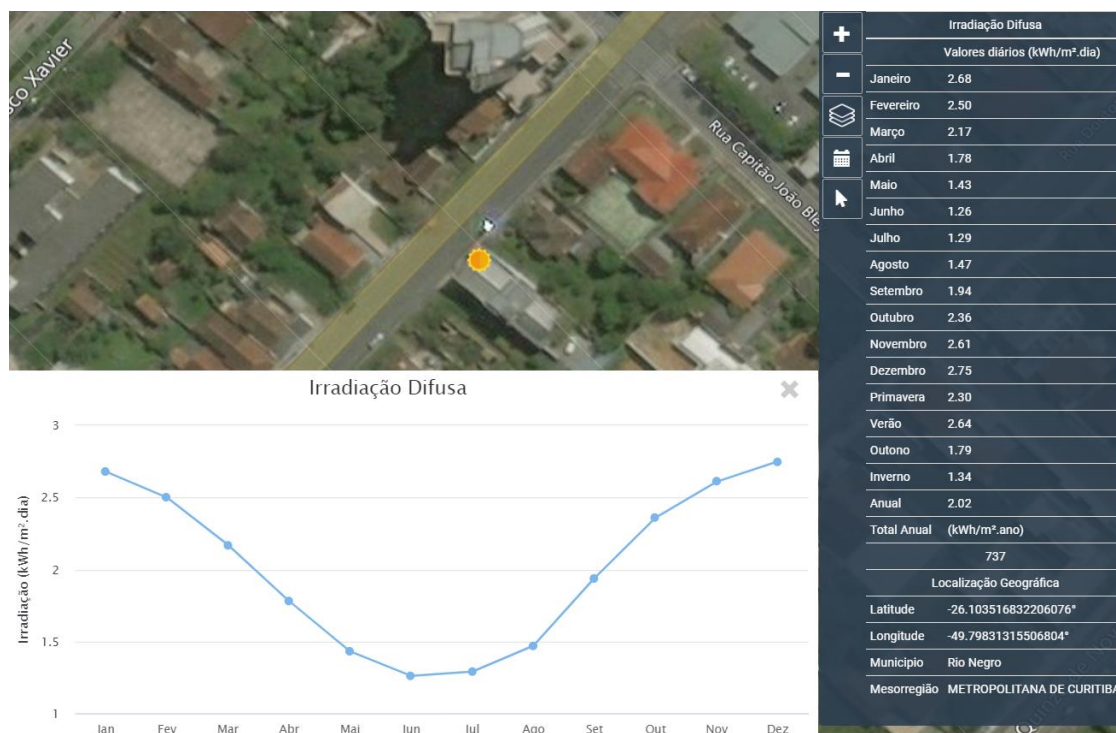 sco Xavier
Rua Capitão João Ble
Irradiação Difusa
Valores diários (kWh/m².dia)
Janeiro 2.68
Fevereiro 2.50
Março 2.17
Abril 1.78
Maio 1.43
Junho 1.26
Julho 1.29
Agosto 1.47
Setembro 1.94
Outubro 2.36
Novembro 2.61
Dezembro 2.75
Primavera 2.30
Verão 2.64
Outono 1.79
Inverno 1.34
Anual 2.02
Total Anual (kWh/m².ano)
737
Localização Geográfica
Latitude -26.103516832206076°
Longitude -49.79831315506804°
Municipio Rio Negro
Mesorregião METROPOLITANA DE CURITIBA
Irradiação Difusa
Irradiação (kWh/m².dia)
3
2.5
2
1.5
1
Jan Fev Mar Abr Mai Jun Jul Ago Set Out Nov Dez